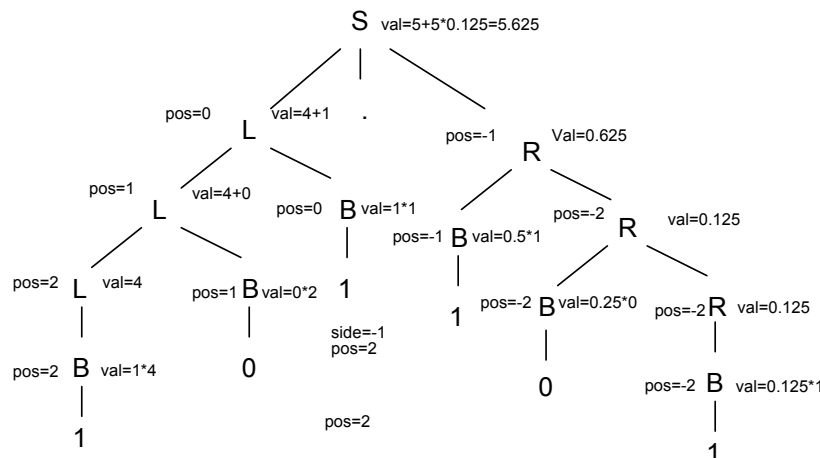 S val=5+5*0.125=5.625
pos=0 L val=4+1 . pos=-1 R Val=0.625
pos=1 L val=4+0 pos=0 B val=1*1 pos=-1 B val=0.5*1 pos=-2 R val=0.125
pos=2 L val=4 pos=1 B val=0*2 1 1 pos=-2 B val=0.25*0 pos=-2 R val=0.125
side=-1
pos=2
pos=2 B val=1*4 0 0 pos=-2 B val=0.125*1
pos=2
1 1